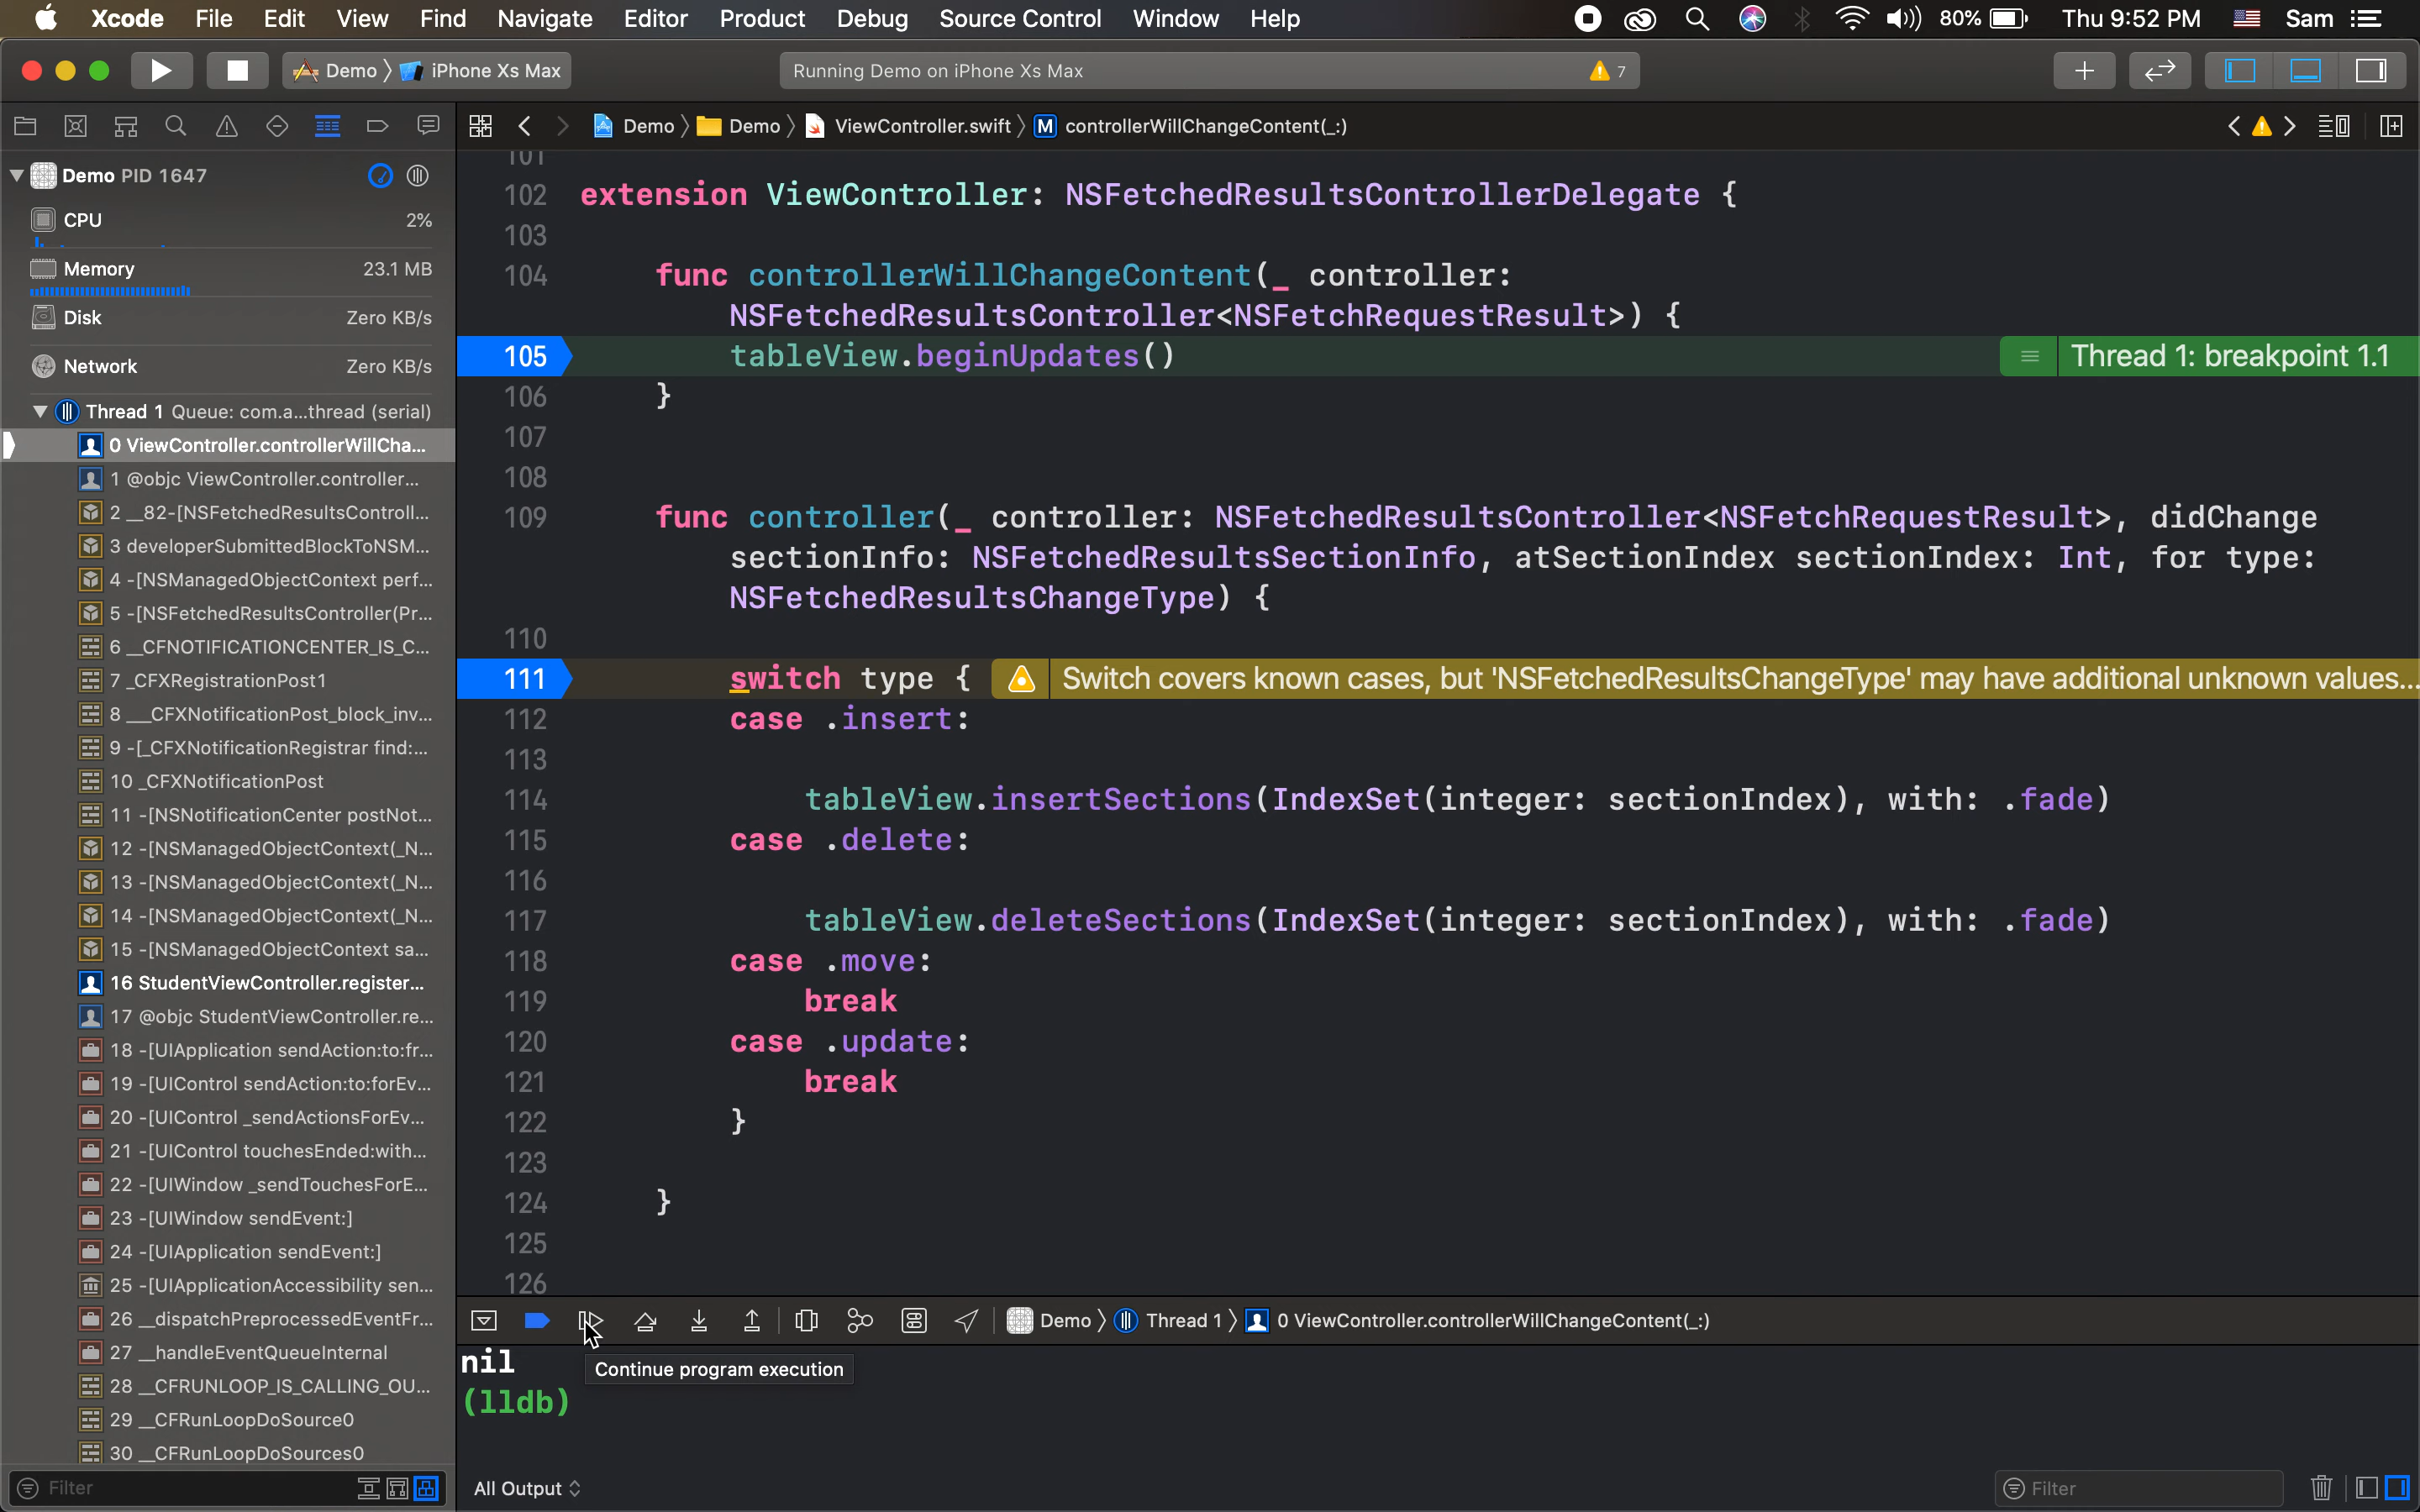 Xcode File Edit View Find Navigate Editor Product Debug Source Control Window Help 80% Thu 9:52 PM Sam
Demo iPhone Xs Max Running Demo on iPhone Xs Max 7
Demo Demo ViewController.swift M controllerWillChangeContent(_:)
Demo PID 1647
CPU 2%
Memory 23.1 MB
Disk Zero KB/s
Network Zero KB/s
Thread 1 Queue: com.a...thread (serial)
0 ViewController.controllerWillCha...
1 @objc ViewController.controller...
2 __82-[NSFetchedResultsControll...
3 developerSubmittedBlockToNSM...
4 -[NSManagedObjectContext perf...
5 -[NSFetchedResultsController(Pr...
6 __CFNOTIFICATIONCENTER_IS_C...
7 _CFXRegistrationPost1
8 ___CFXNotificationPost_block_inv...
9 -[_CFXNotificationRegistrar find:...
10 _CFXNotificationPost
11 -[NSNotificationCenter postNot...
12 -[NSManagedObjectContext(_N...
13 -[NSManagedObjectContext(_N...
14 -[NSManagedObjectContext(_N...
15 -[NSManagedObjectContext sa...
16 StudentViewController.register...
17 @objc StudentViewController.re...
18 -[UIApplication sendAction:to:fr...
19 -[UIControl sendAction:to:forEv...
20 -[UIControl _sendActionsForEv...
21 -[UIControl touchesEnded:with...
22 -[UIWindow _sendTouchesForE...
23 -[UIWindow sendEvent:]
24 -[UIApplication sendEvent:]
25 -[UIApplicationAccessibility sen...
26 __dispatchPreprocessedEventFr...
27 __handleEventQueueInternal
28 __CFRUNLOOP_IS_CALLING_OU...
29 __CFRunLoopDoSource0
30 __CFRunLoopDoSources0
Filter
101
102 extension ViewController: NSFetchedResultsControllerDelegate {
103
104 func controllerWillChangeContent(_ controller:
NSFetchedResultsController<NSFetchRequestResult>) {
105 tableView.beginUpdates() Thread 1: breakpoint 1.1
106 }
107
108
109 func controller(_ controller: NSFetchedResultsController<NSFetchRequestResult>, didChange
sectionInfo: NSFetchedResultsSectionInfo, atSectionIndex sectionIndex: Int, for type:
NSFetchedResultsChangeType) {
110
111 switch type { Switch covers known cases, but 'NSFetchedResultsChangeType' may have additional unknown values...
112 case .insert:
113
114 tableView.insertSections(IndexSet(integer: sectionIndex), with: .fade)
115 case .delete:
116
117 tableView.deleteSections(IndexSet(integer: sectionIndex), with: .fade)
118 case .move:
119 break
120 case .update:
121 break
122 }
123
124 }
125
126
Demo Thread 1 0 ViewController.controllerWillChangeContent(_:)
nil
Continue program execution
(lldb)
All Output Filter